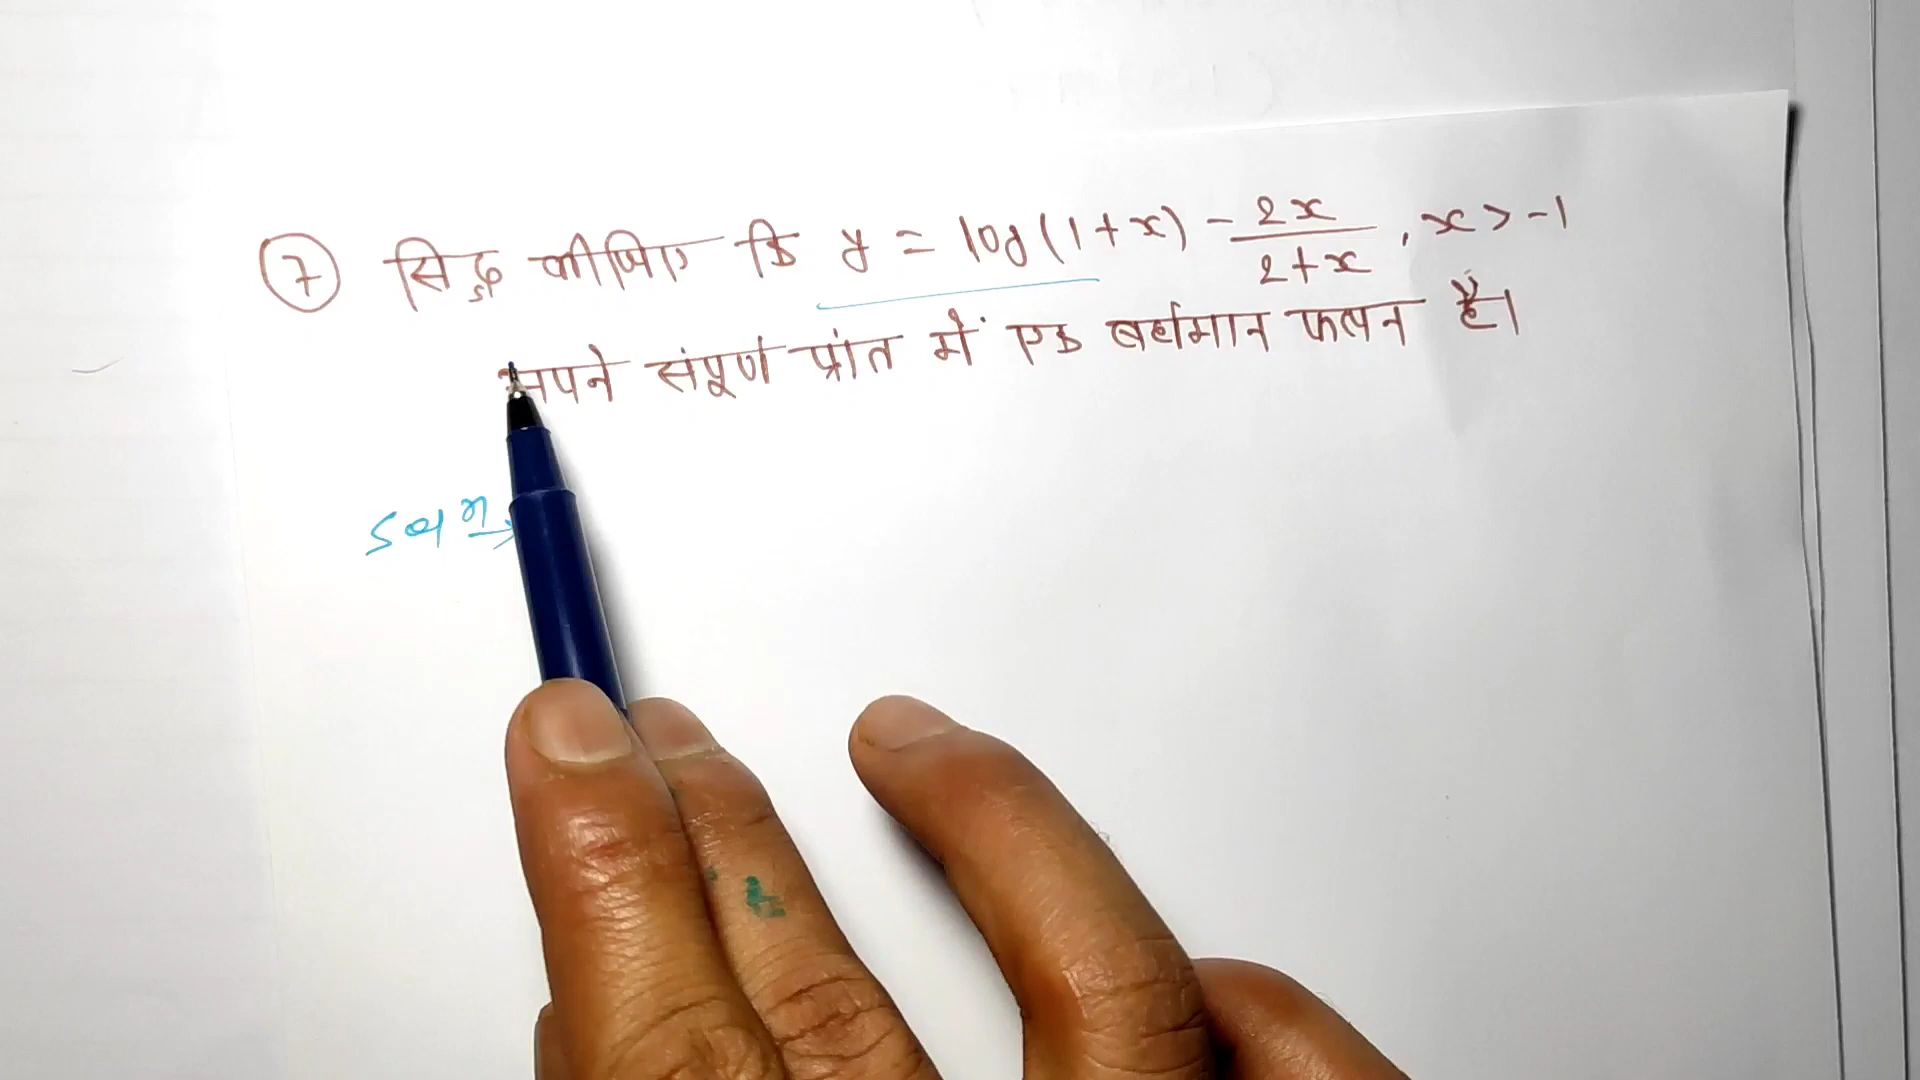 7 सिद्ध कीजिए कि y = log(1+x) - 2x/2+x , x > -1
अपने संपूर्ण प्रांत में एक वर्धमान फलन है।
Solⁿ →